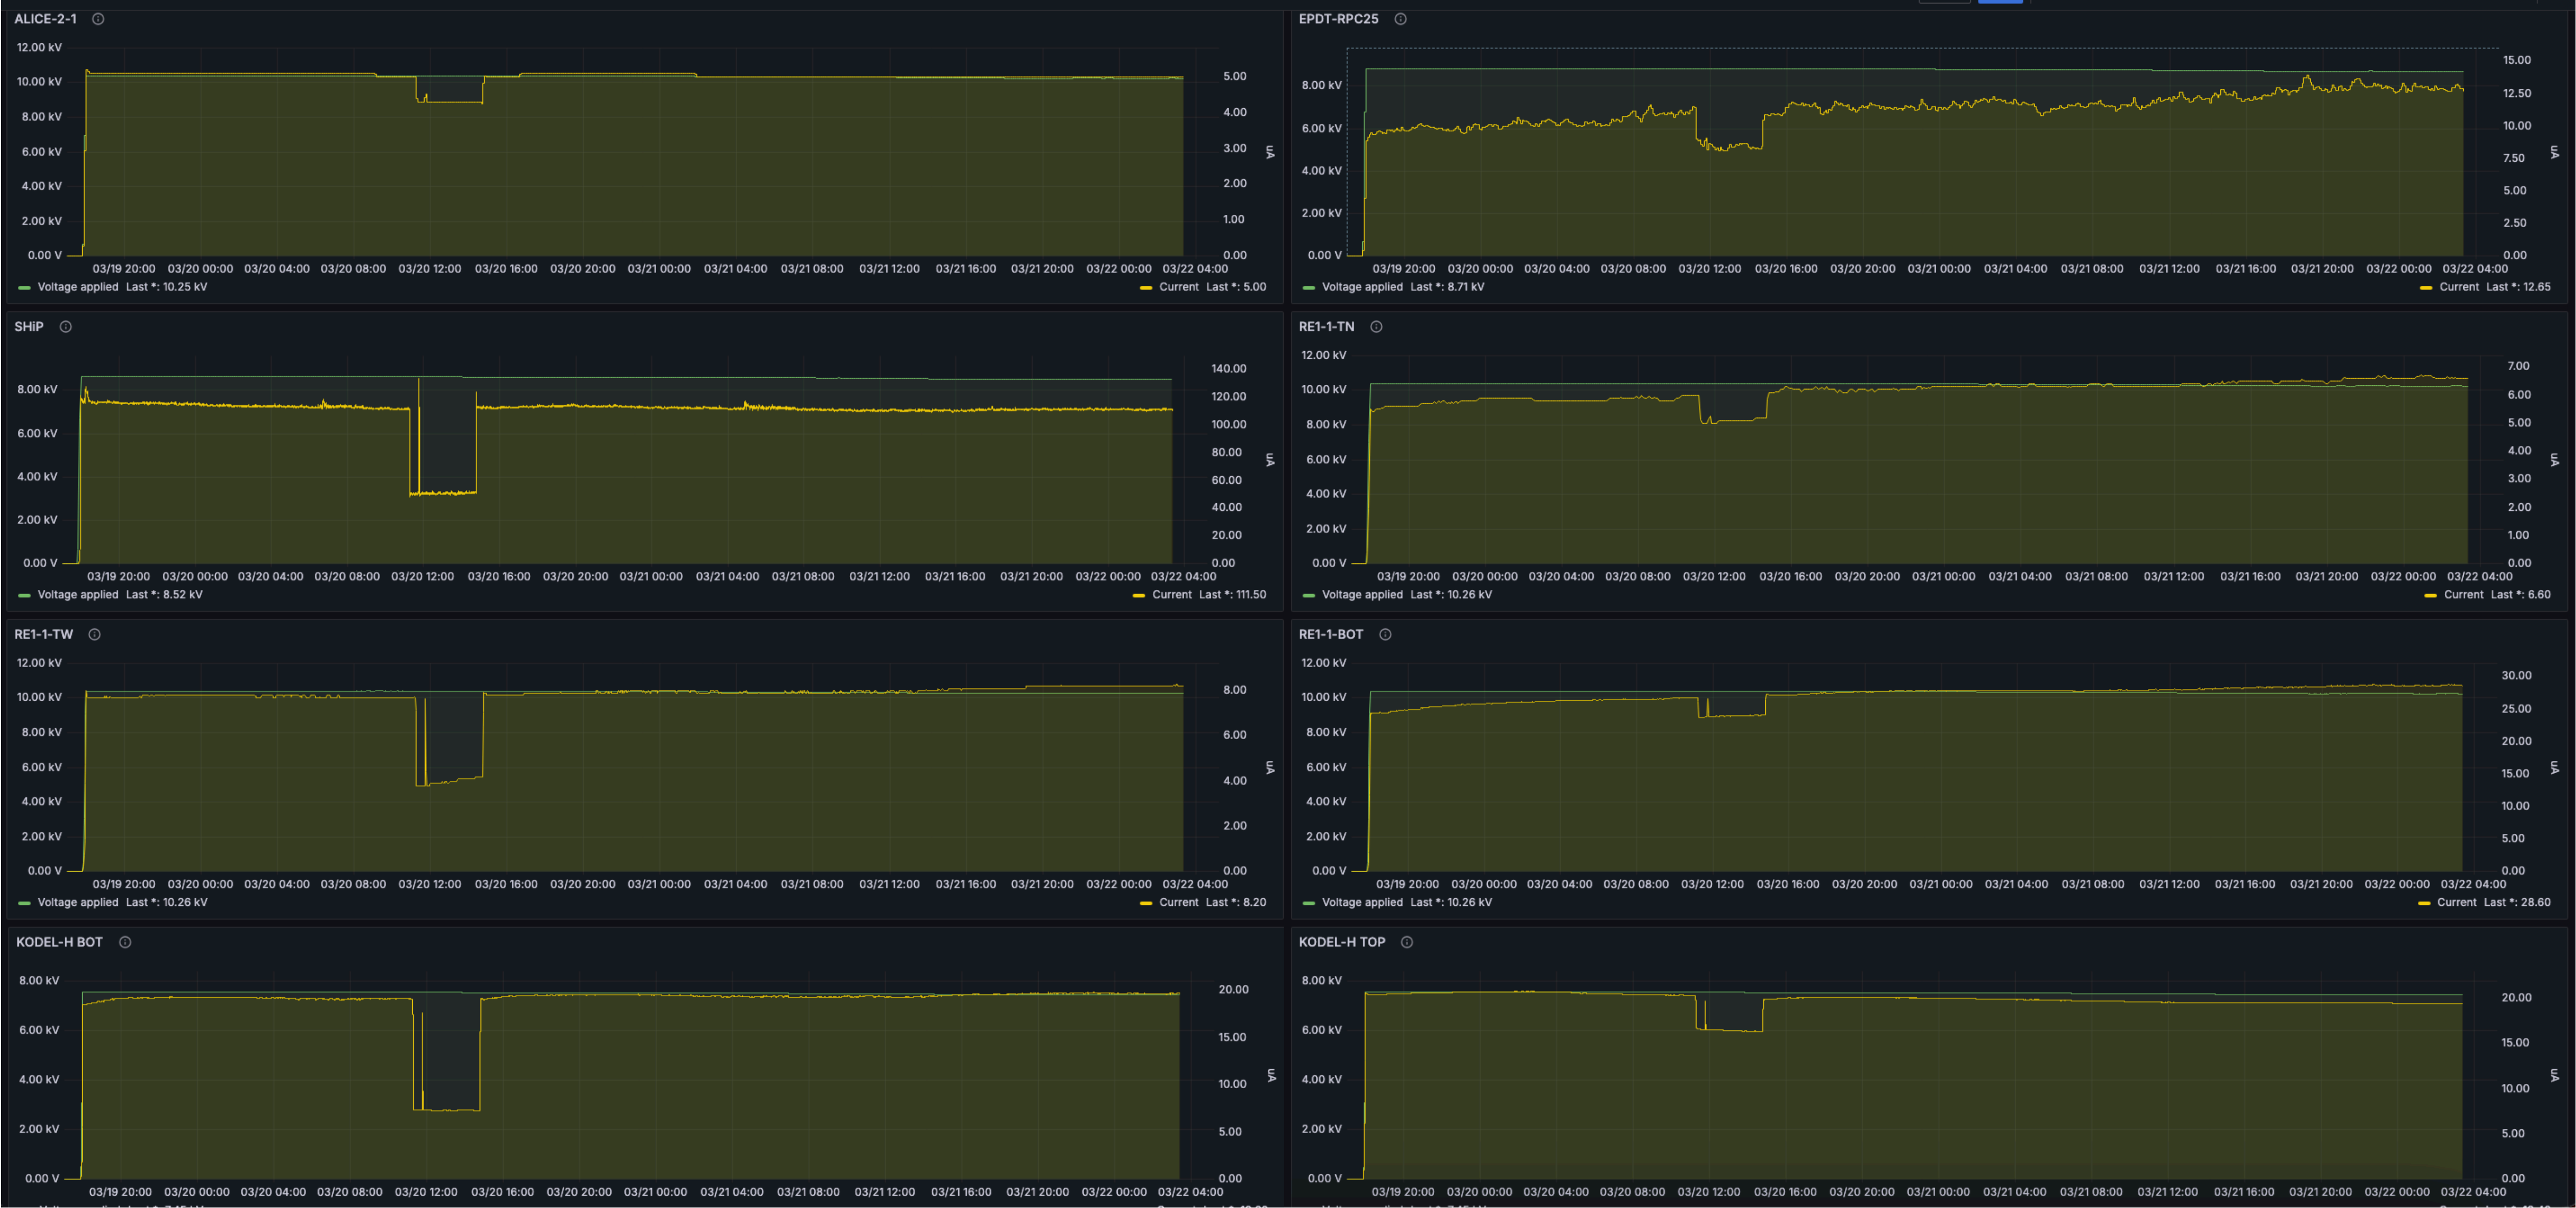 ALICE-2-1
12.00 kV
10.00 kV
8.00 kV
6.00 kV
4.00 kV
2.00 kV
0.00 V
5.00
4.00
3.00
2.00
1.00
0.00
uA
03/19 20:00 03/20 00:00 03/20 04:00 03/20 08:00 03/20 12:00 03/20 16:00 03/20 20:00 03/21 00:00 03/21 04:00 03/21 08:00 03/21 12:00 03/21 16:00 03/21 20:00 03/22 00:00 03/22 04:00
Voltage applied Last *: 10.25 kV
Current Last *: 5.00
EPDT-RPC25
8.00 kV
6.00 kV
4.00 kV
2.00 kV
0.00 V
15.00
12.50
10.00
7.50
5.00
2.50
0.00
uA
03/19 20:00 03/20 00:00 03/20 04:00 03/20 08:00 03/20 12:00 03/20 16:00 03/20 20:00 03/21 00:00 03/21 04:00 03/21 08:00 03/21 12:00 03/21 16:00 03/21 20:00 03/22 00:00 03/22 04:00
Voltage applied Last *: 8.71 kV
Current Last *: 12.65
SHiP
8.00 kV
6.00 kV
4.00 kV
2.00 kV
0.00 V
140.00
120.00
100.00
80.00
60.00
40.00
20.00
0.00
uA
03/19 20:00 03/20 00:00 03/20 04:00 03/20 08:00 03/20 12:00 03/20 16:00 03/20 20:00 03/21 00:00 03/21 04:00 03/21 08:00 03/21 12:00 03/21 16:00 03/21 20:00 03/22 00:00 03/22 04:00
Voltage applied Last *: 8.52 kV
Current Last *: 111.50
RE1-1-TN
12.00 kV
10.00 kV
8.00 kV
6.00 kV
4.00 kV
2.00 kV
0.00 V
7.00
6.00
5.00
4.00
3.00
2.00
1.00
0.00
uA
03/19 20:00 03/20 00:00 03/20 04:00 03/20 08:00 03/20 12:00 03/20 16:00 03/20 20:00 03/21 00:00 03/21 04:00 03/21 08:00 03/21 12:00 03/21 16:00 03/21 20:00 03/22 00:00 03/22 04:00
Voltage applied Last *: 10.26 kV
Current Last *: 6.60
RE1-1-TW
12.00 kV
10.00 kV
8.00 kV
6.00 kV
4.00 kV
2.00 kV
0.00 V
8.00
6.00
4.00
2.00
0.00
uA
03/19 20:00 03/20 00:00 03/20 04:00 03/20 08:00 03/20 12:00 03/20 16:00 03/20 20:00 03/21 00:00 03/21 04:00 03/21 08:00 03/21 12:00 03/21 16:00 03/21 20:00 03/22 00:00 03/22 04:00
Voltage applied Last *: 10.26 kV
Current Last *: 8.20
RE1-1-BOT
12.00 kV
10.00 kV
8.00 kV
6.00 kV
4.00 kV
2.00 kV
0.00 V
30.00
25.00
20.00
15.00
10.00
5.00
0.00
uA
03/19 20:00 03/20 00:00 03/20 04:00 03/20 08:00 03/20 12:00 03/20 16:00 03/20 20:00 03/21 00:00 03/21 04:00 03/21 08:00 03/21 12:00 03/21 16:00 03/21 20:00 03/22 00:00 03/22 04:00
Voltage applied Last *: 10.26 kV
Current Last *: 28.60
KODEL-H BOT
8.00 kV
6.00 kV
4.00 kV
2.00 kV
0.00 V
20.00
15.00
10.00
5.00
0.00
uA
03/19 20:00 03/20 00:00 03/20 04:00 03/20 08:00 03/20 12:00 03/20 16:00 03/20 20:00 03/21 00:00 03/21 04:00 03/21 08:00 03/21 12:00 03/21 16:00 03/21 20:00 03/22 00:00 03/22 04:00
KODEL-H TOP
8.00 kV
6.00 kV
4.00 kV
2.00 kV
0.00 V
20.00
15.00
10.00
5.00
0.00
uA
03/19 20:00 03/20 00:00 03/20 04:00 03/20 08:00 03/20 12:00 03/20 16:00 03/20 20:00 03/21 00:00 03/21 04:00 03/21 08:00 03/21 12:00 03/21 16:00 03/21 20:00 03/22 00:00 03/22 04:00